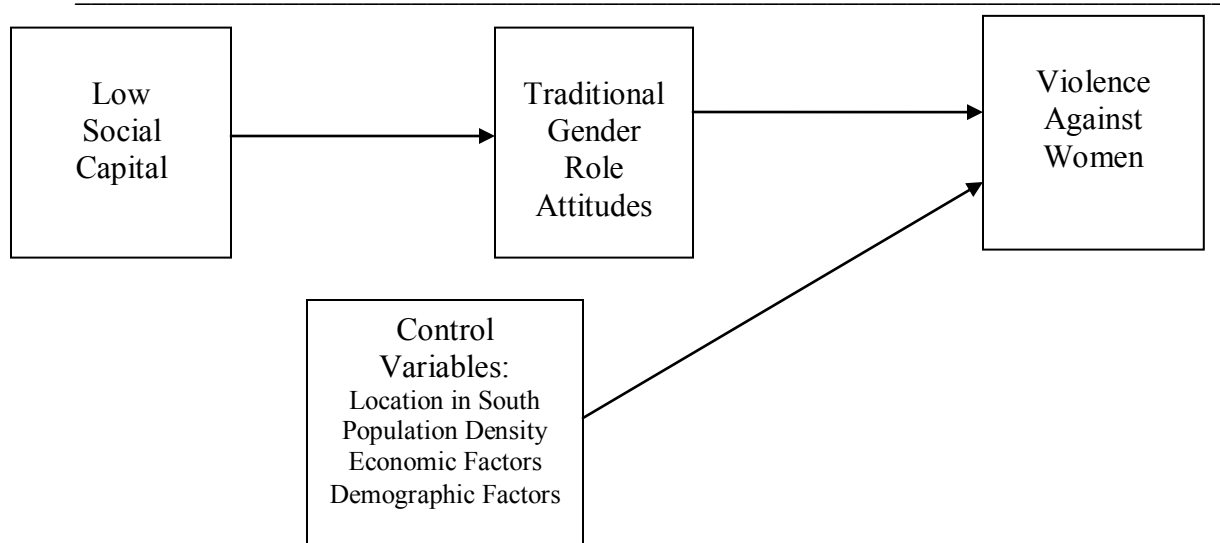 Low
Social
Capital
Traditional
Gender
Role
Attitudes
Violence
Against
Women
Control
Variables:
Location in South
Population Density
Economic Factors
Demographic Factors